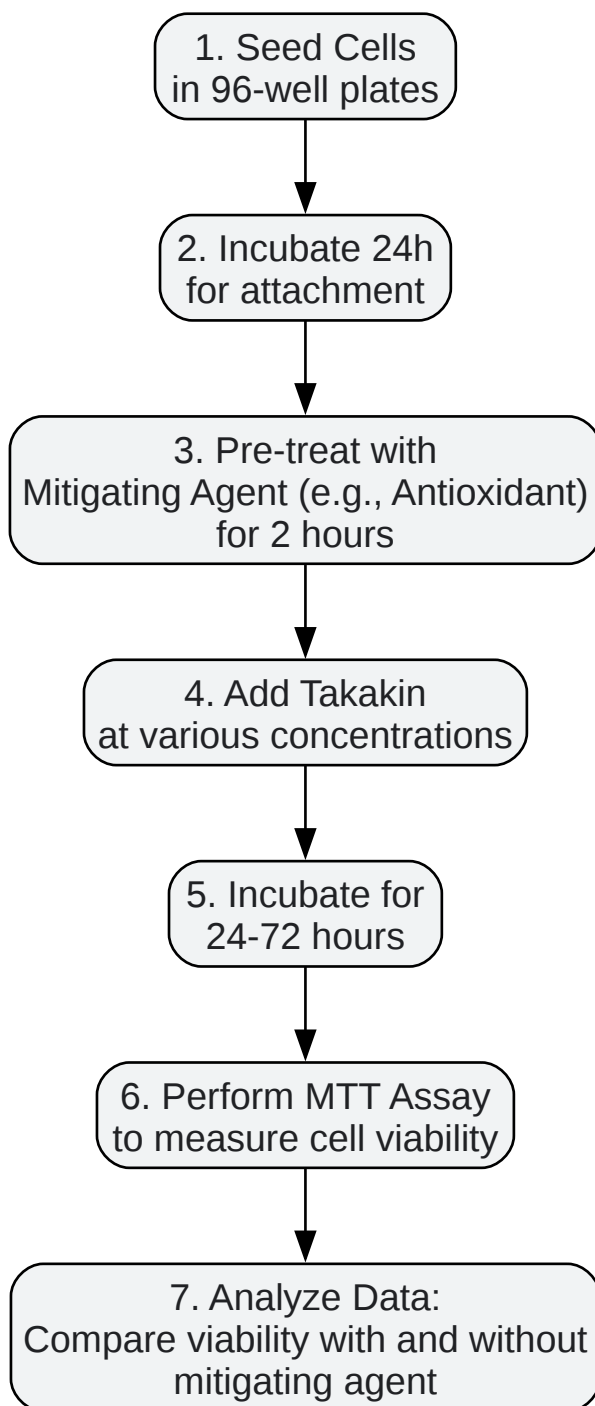 1. Seed Cells
in 96-well plates
2. Incubate 24h
for attachment
3. Pre-treat with
Mitigating Agent (e.g., Antioxidant)
for 2 hours
4. Add Takakin
at various concentrations
5. Incubate for
24-72 hours
6. Perform MTT Assay
to measure cell viability
7. Analyze Data:
Compare viability with and without
mitigating agent